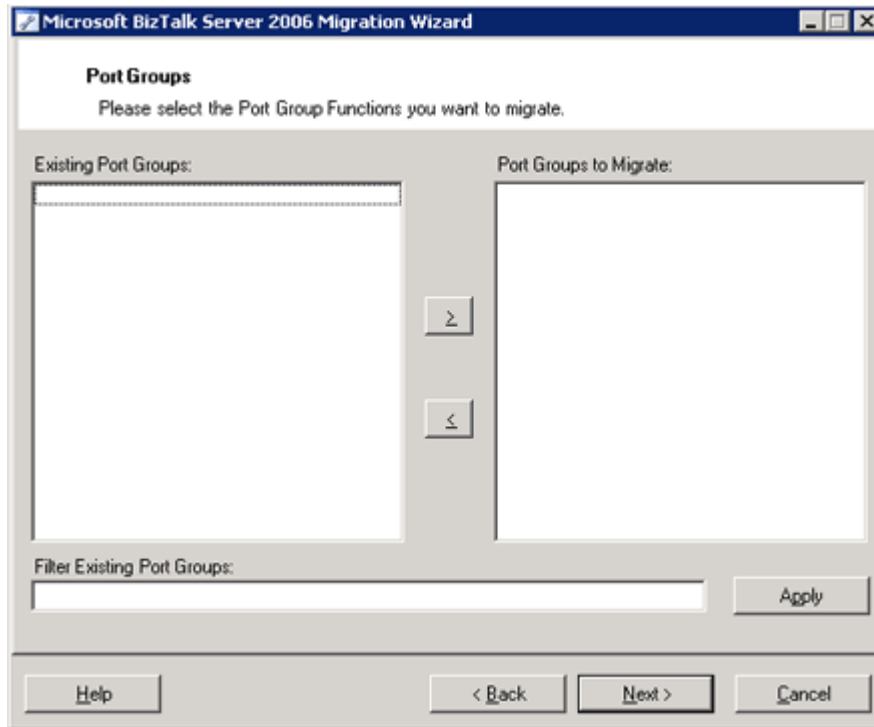 Microsoft BizTalk Server 2006 Migration Wizard
Port Groups
Please select the Port Group Functions you want to migrate.
Existing Port Groups: Port Groups to Migrate:
>
<
Filter Existing Port Groups:
Apply
Help < Back Next > Cancel